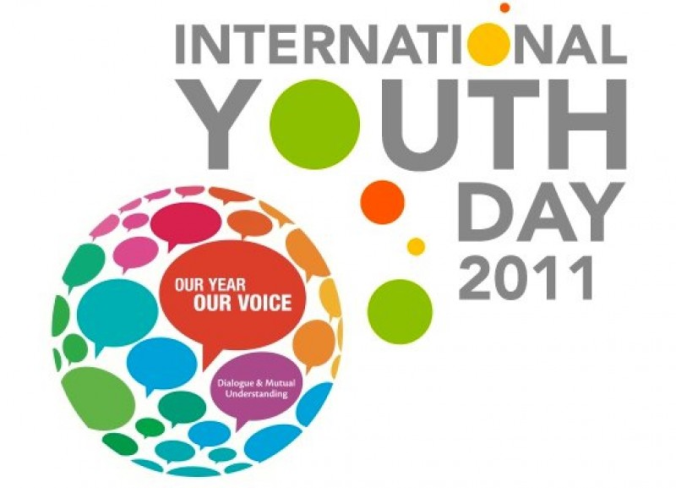 INTERNATIONAL
YOUTH
DAY
2011
OUR YEAR
OUR VOICE
Dialogue & Mutual
Understanding